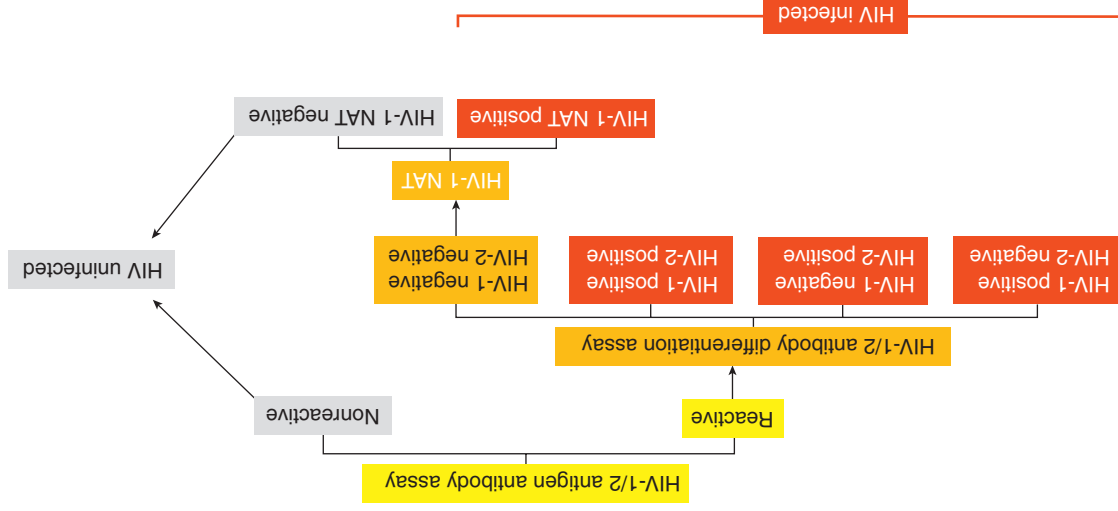 HIV-1/2 antigen antibody assay
Reactive
Nonreactive
HIV-1/2 antibody differentiation assay
HIV-1 positive
HIV-2 negative
HIV-1 negative
HIV-2 positive
HIV-1 positive
HIV-2 positive
HIV-1 negative
HIV-2 negative
HIV uninfected
HIV-1 NAT
HIV-1 NAT positive
HIV-1 NAT negative
HIV infected